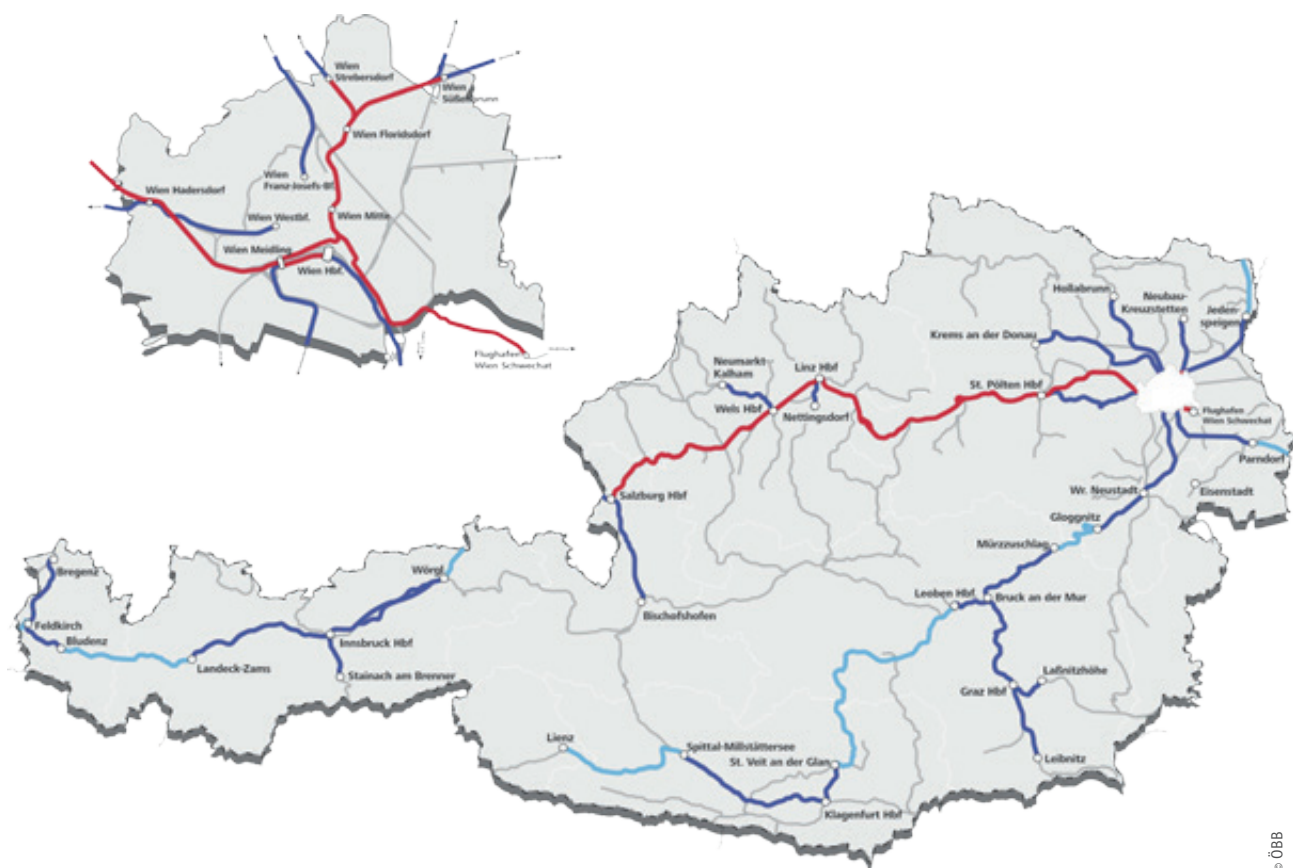 Wien
Strebersdorf
Wien
Süßenbrunn
Wien Floridsdorf
Wien
Franz-Josefs-Bf.
Wien Hadersdorf
Wien Westbf.
Wien Mitte
Wien Meidling
Wien Hbf.
Flughafen
Wien Schwechat
Hollabrunn
Neubau-
Kreuzstetten
Jeden-
speigen
Krems an der Donau
Neumarkt
Kalham
Linz Hbf
St. Pölten Hbf
Wels Hbf
Nettingsdorf
Flughafen
Wien Schwechat
Parndorf
Salzburg Hbf
Wr. Neustadt
Eisenstadt
Gloggnitz
Mürzzuschlag
Bregenz
Wörgl
Leoben Hbf
Bruck an der Mur
Bischofshofen
Feldkirch
Bludenz
Innsbruck Hbf
Landeck-Zams
Stainach am Brenner
Laßnitzhöhe
Graz Hbf
Lienz
Spittal-Millstättersee
St. Veit an der Glan
Leibnitz
Klagenfurt Hbf
© ÖBB